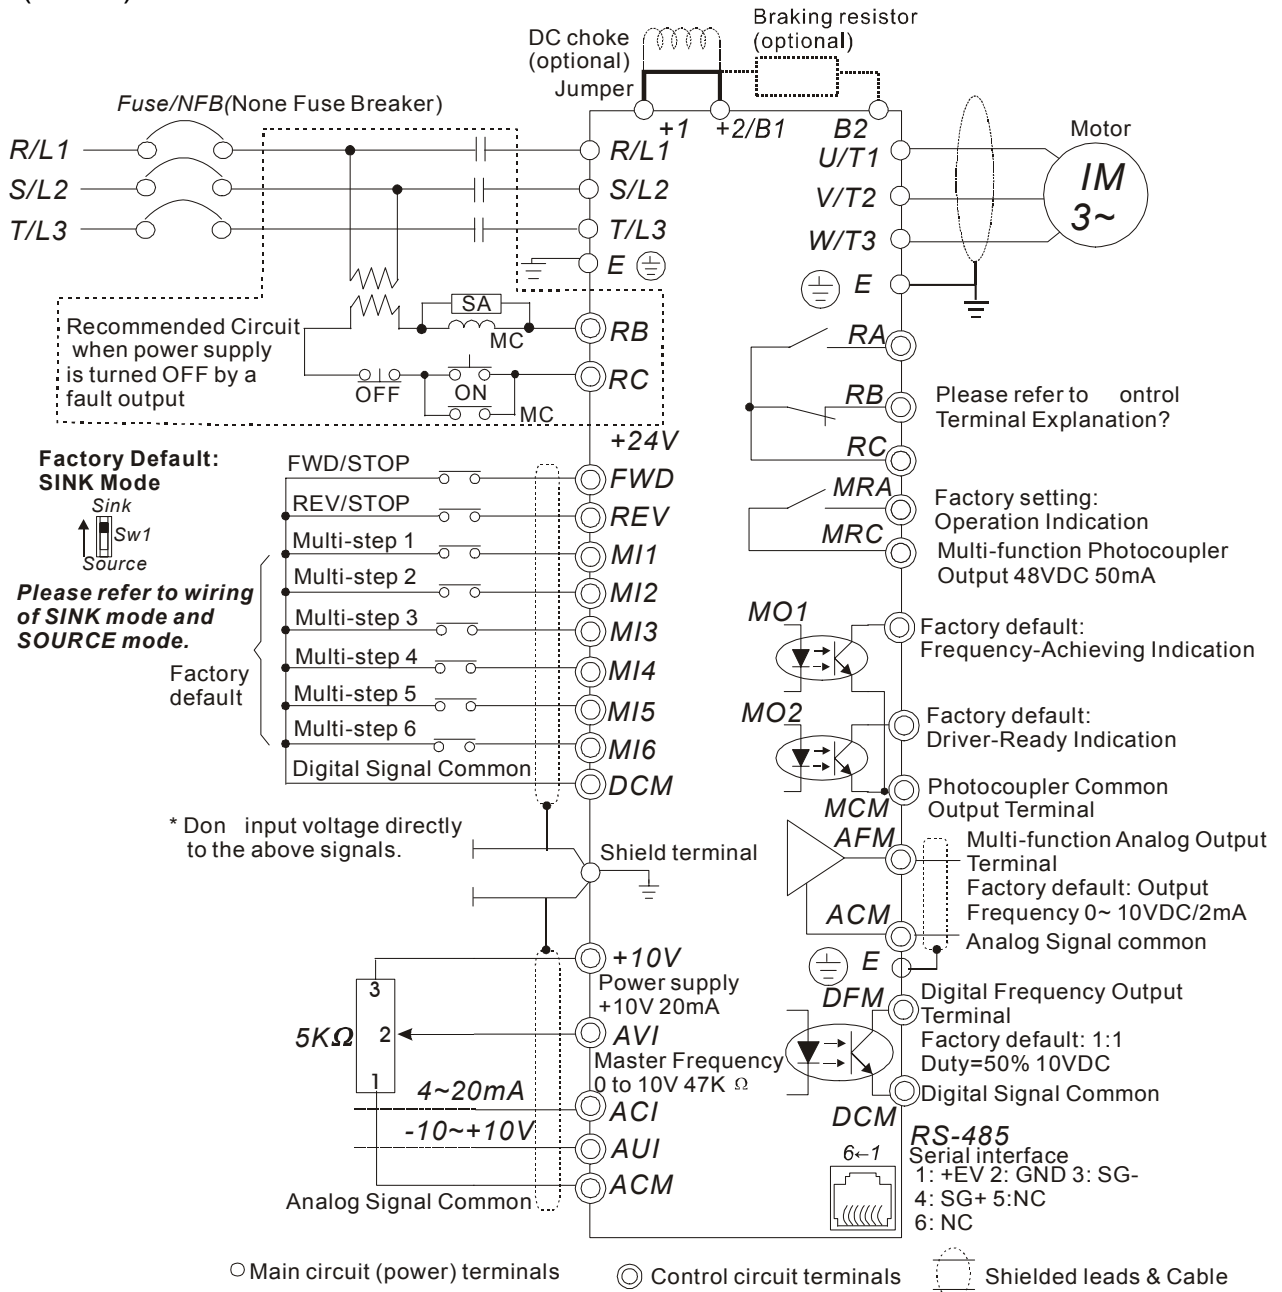 Braking resistor
(optional)
DC choke
(optional)
Jumper
Fuse/NFB(None Fuse Breaker)
+1
+2/B1
B2
Motor
R/L1
S/L2
T/L3
R/L1
S/L2
T/L3
E
U/T1
V/T2
W/T3
E
IM
3~
Recommended Circuit
when power supply
is turned OFF by a
fault output
SA
MC
RB
OFF
ON
MC
RC
RA
RB
RC
Please refer to ontrol
Terminal Explanation?
+24V
Factory Default:
SINK Mode
Sink
Sw1
Source
Please refer to wiring
of SINK mode and
SOURCE mode.
Factory
default
FWD/STOP
FWD
REV/STOP
REV
Multi-step 1
MI1
Multi-step 2
MI2
Multi-step 3
MI3
Multi-step 4
MI4
Multi-step 5
MI5
Multi-step 6
MI6
Digital Signal Common
DCM
* Don input voltage directly
to the above signals.
Shield terminal
MRA
MRC
Factory setting:
Operation Indication
Multi-function Photocoupler
Output 48VDC 50mA
MO1
Factory default:
Frequency-Achieving Indication
MO2
Factory default:
Driver-Ready Indication
MCM
Photocoupler Common
Output Terminal
AFM
Multi-function Analog Output
Terminal
Factory default: Output
Frequency 0~ 10VDC/2mA
ACM
Analog Signal common
E
+10V
Power supply
+10V 20mA
3
2
1
5KΩ
AVI
Master Frequency
0 to 10V 47K Ω
4~20mA
ACI
-10~+10V
AUI
ACM
Analog Signal Common
DFM
Digital Frequency Output
Terminal
Factory default: 1:1
Duty=50% 10VDC
DCM
Digital Signal Common
RS-485
Serial interface
6←1
1: +EV 2: GND 3: SG-
4: SG+ 5:NC
6: NC
Main circuit (power) terminals
Control circuit terminals
Shielded leads & Cable